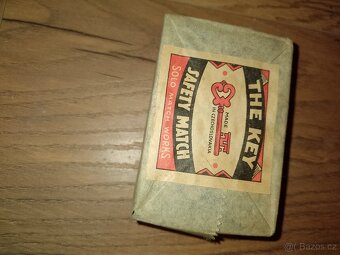 THE KEY
MADE
IN CZECHOSLOVAKIA
SAFETY MATCH
SOLO MATCH WORKS
Bazos.cz